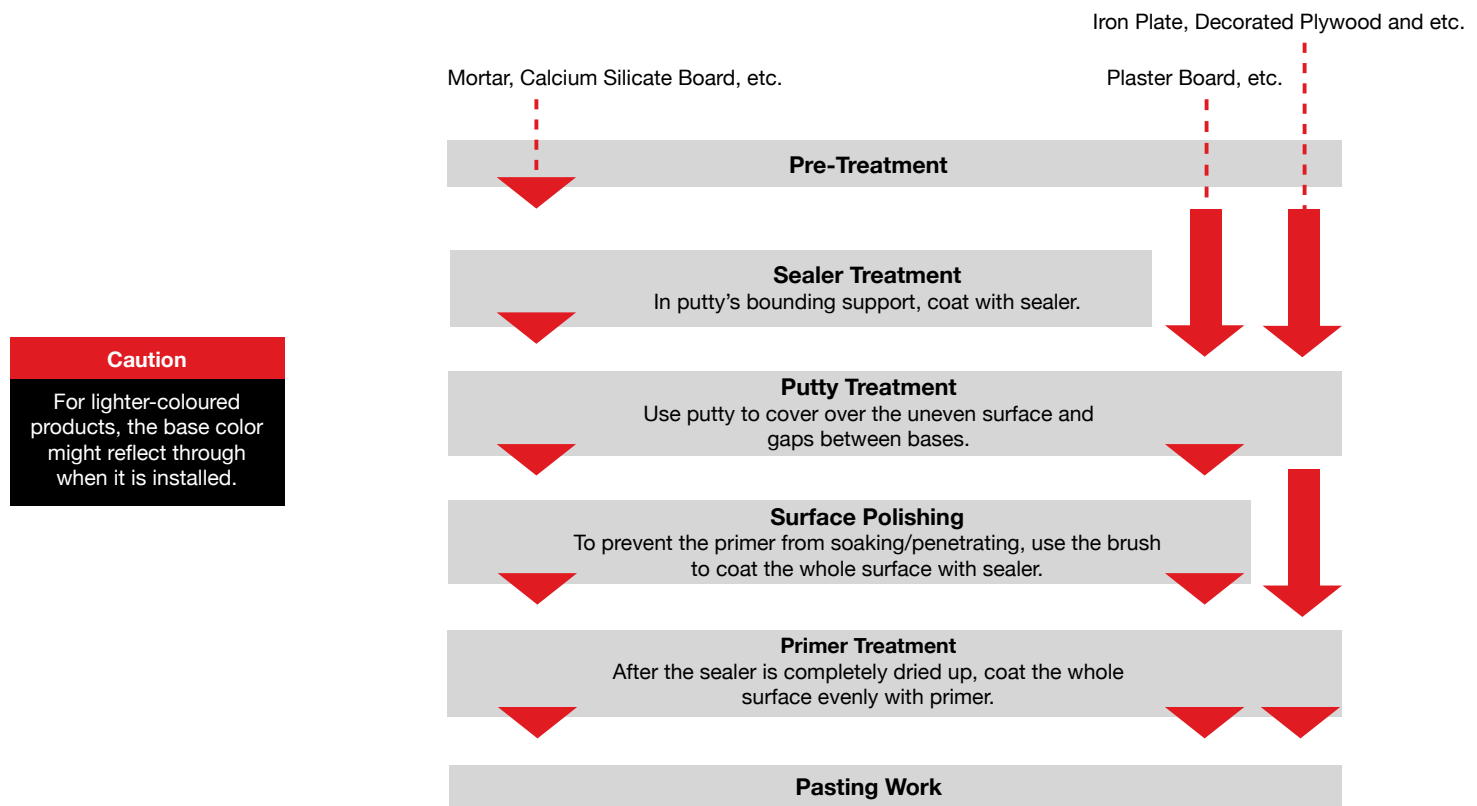 Iron Plate, Decorated Plywood and etc.
Mortar, Calcium Silicate Board, etc.
Plaster Board, etc.
Pre-Treatment
Sealer Treatment
In putty’s bounding support, coat with sealer.
Caution
For lighter-coloured
products, the base color
might reflect through
when it is installed.
Putty Treatment
Use putty to cover over the uneven surface and
gaps between bases.
Surface Polishing
To prevent the primer from soaking/penetrating, use the brush
to coat the whole surface with sealer.
Primer Treatment
After the sealer is completely dried up, coat the whole
surface evenly with primer.
Pasting Work